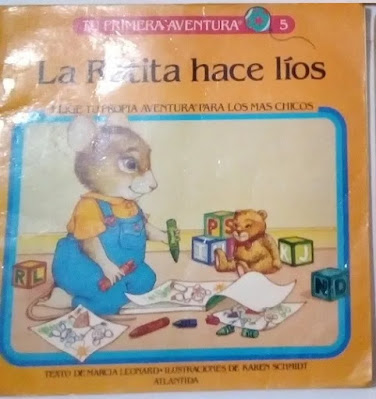 TU PRIMERA "AVENTURA" 5
La Ratita hace líos
ELIGE TU PROPIA AVENTURA" PARA LOS MAS CHICOS
P S
K J
R L
N D
TEXTO DE MARCIA LEONARD • ILUSTRACIONES DE KAREN SCHMIDT
ATLANTIDA